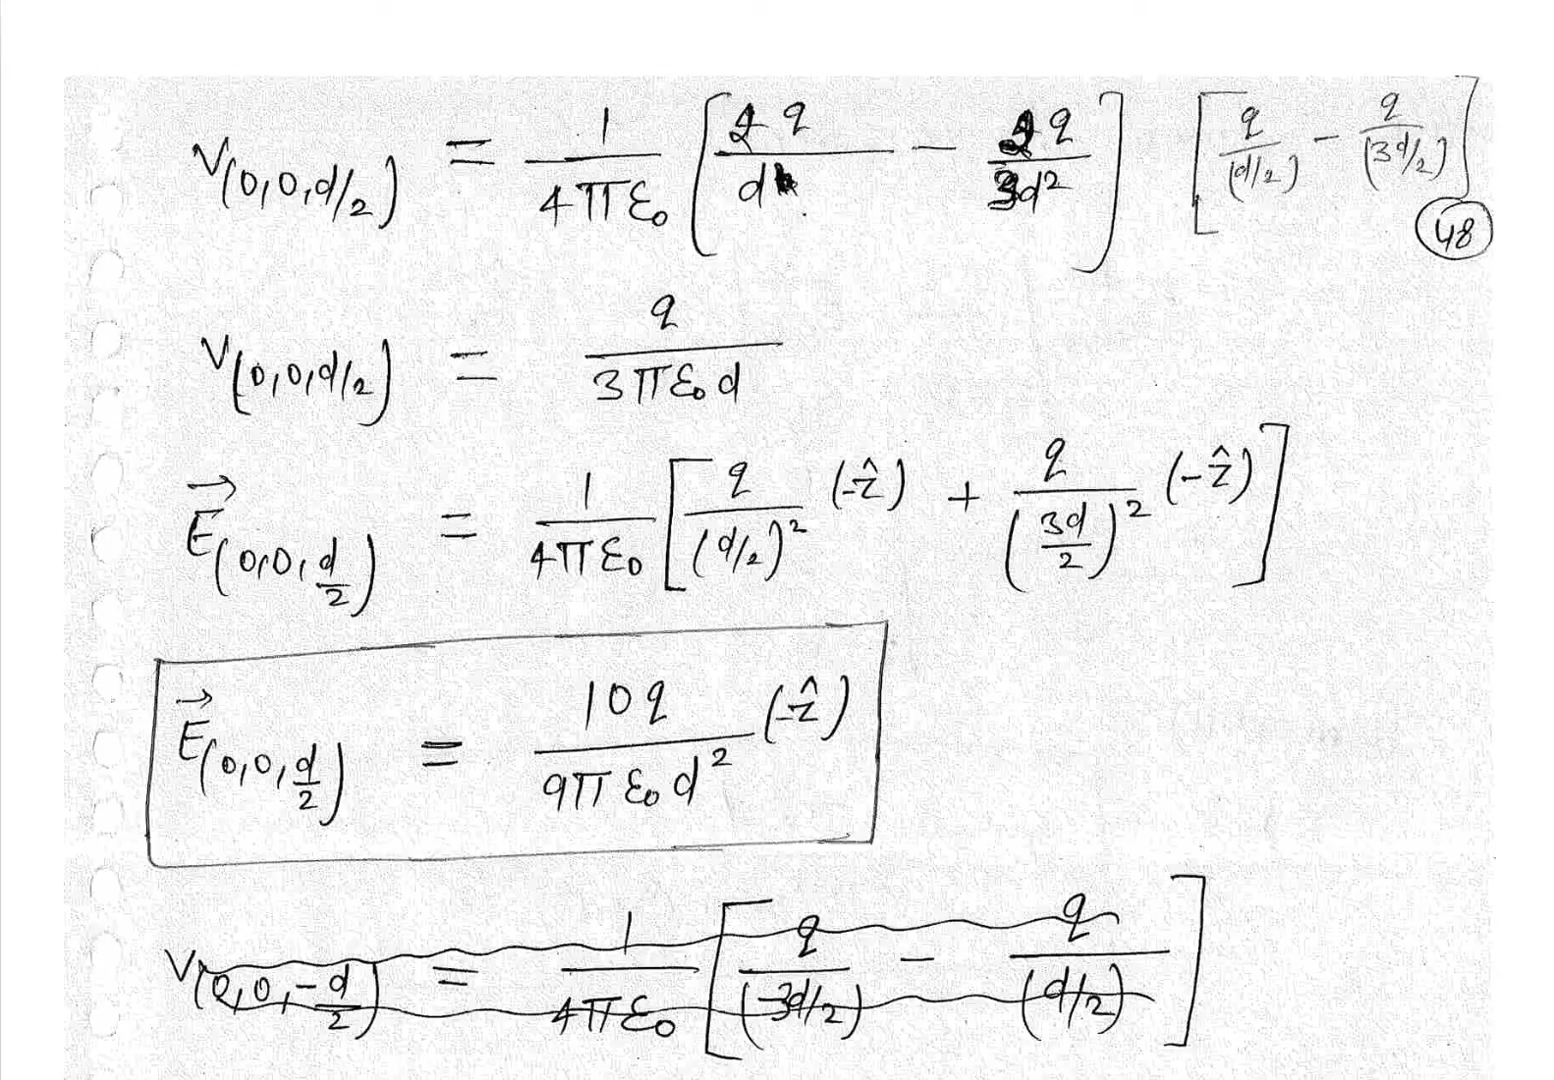 V(0,0,d/2) = 1/4πε₀ [2q/d − 2q/3d²] [q/(d/2) − q/(3d/2)]
48
V(0,0,d/2) = q/3πε₀d
E⃗(0,0,d/2) = 1/4πε₀ [q/(d/2)² (-ẑ) + q/(3d/2)² (-ẑ)]
E⃗(0,0,d/2) = 10q/9πε₀d² (-ẑ)
V(0,0,-d/2) = 1/4πε₀ [q/(3d/2) − q/(d/2)]